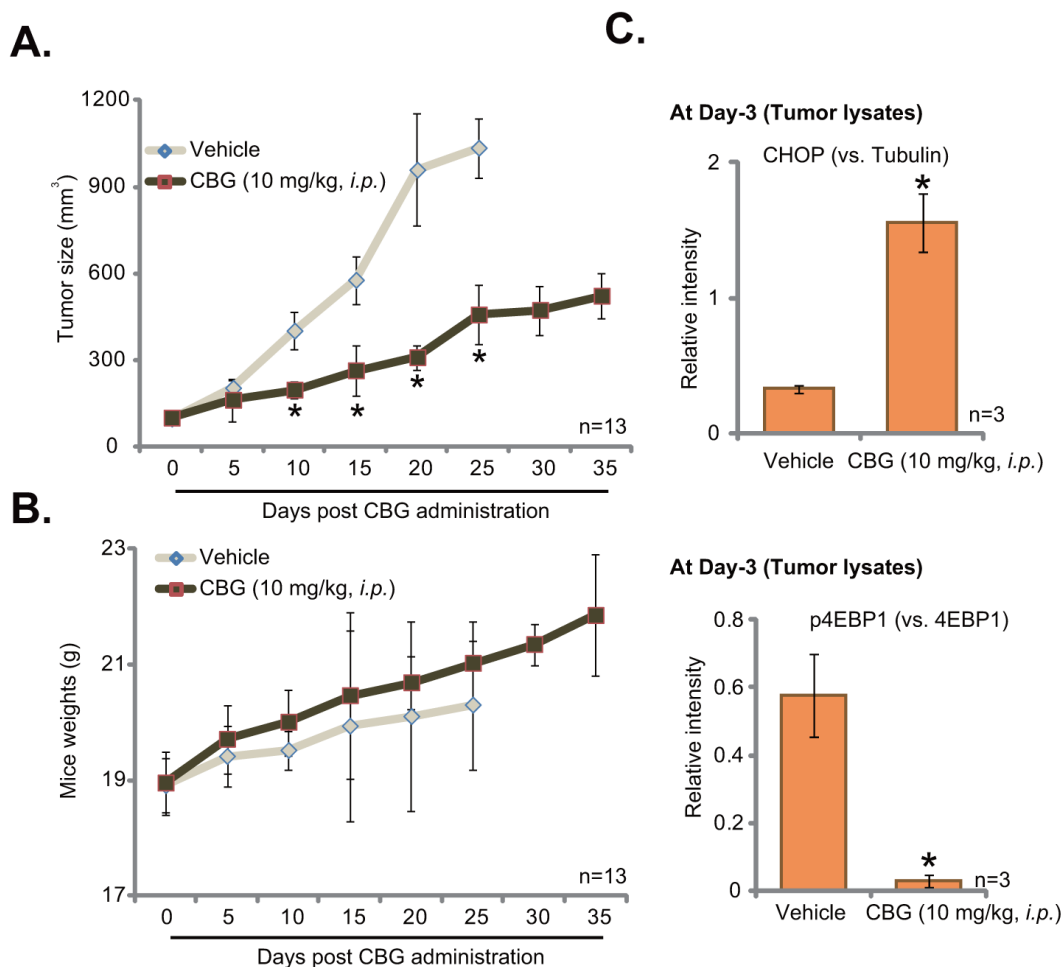 A.
1200
900
600
300
0
Tumor size (mm³)
Vehicle
CBG (10 mg/kg, i.p.)
*
*
*
*
n=13
0 5 10 15 20 25 30 35
Days post CBG administration
B.
23
21
19
17
Mice weights (g)
Vehicle
CBG (10 mg/kg, i.p.)
n=13
0 5 10 15 20 25 30 35
Days post CBG administration
C.
At Day-3 (Tumor lysates)
CHOP (vs. Tubulin)
2
1
0
Relative intensity
*
n=3
Vehicle CBG (10 mg/kg, i.p.)
At Day-3 (Tumor lysates)
p4EBP1 (vs. 4EBP1)
0.8
0.6
0.4
0.2
0
Relative intensity
*
n=3
Vehicle CBG (10 mg/kg, i.p.)